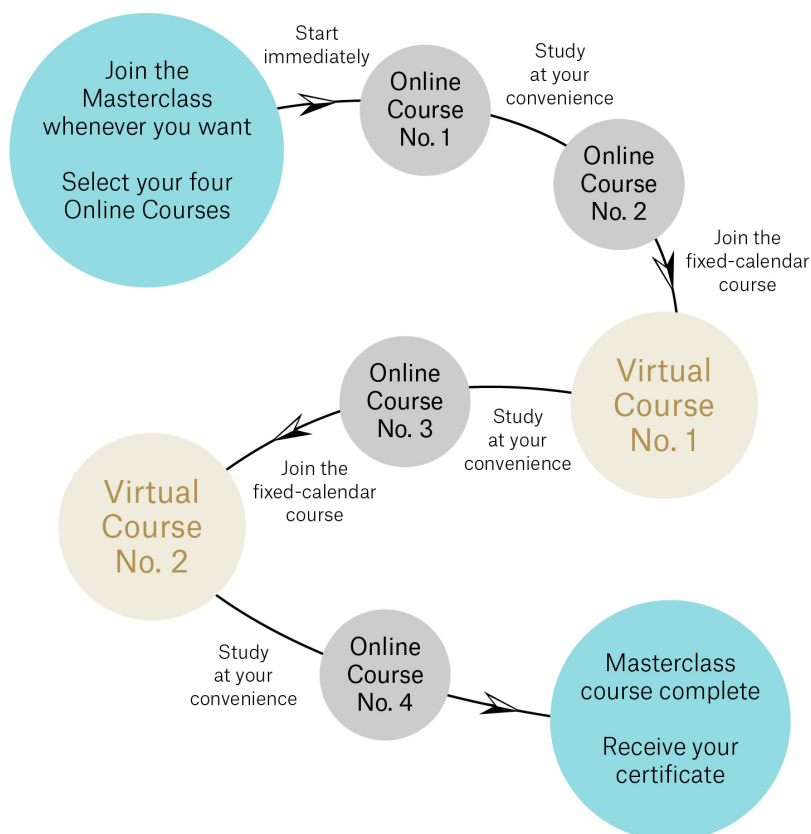 Join the
Masterclass
whenever you want
Select your four
Online Courses
Start
immediately
Online
Course
No. 1
Study
at your
convenience
Online
Course
No. 2
Join the
fixed-calendar
course
Virtual
Course
No. 1
Study
at your
convenience
Online
Course
No. 3
Join the
fixed-calendar
course
Virtual
Course
No. 2
Study
at your
convenience
Online
Course
No. 4
Masterclass
course complete
Receive your
certificate